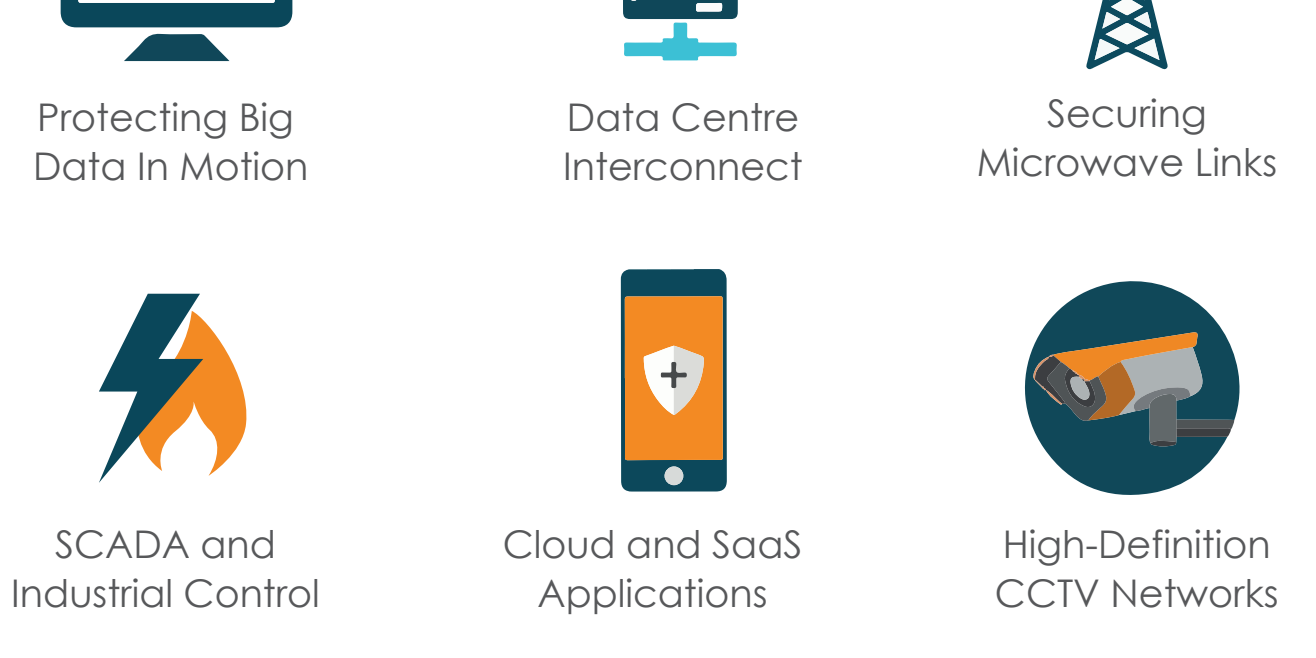 Protecting Big
Data In Motion
Data Centre
Interconnect
Securing
Microwave Links
SCADA and
Industrial Control
Cloud and SaaS
Applications
High-Definition
CCTV Networks